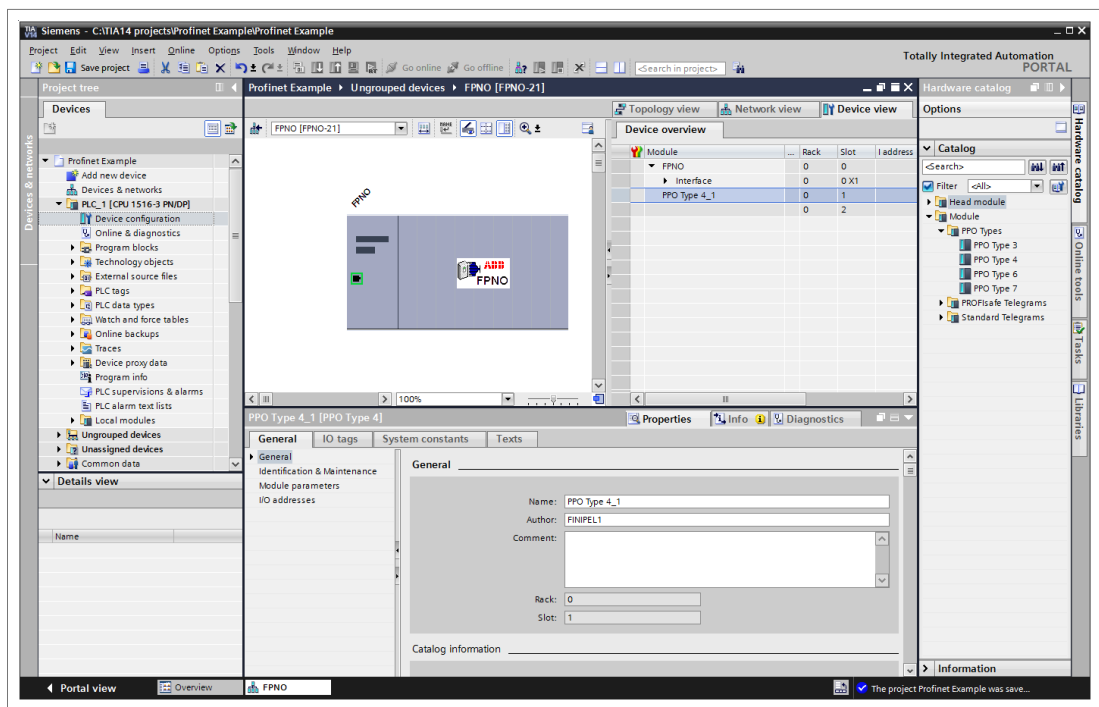 Siemens - C:\TIA14 projects\Profinet Example\Profinet Example
Project Edit View Insert Online Options Tools Window Help
Totally Integrated Automation
PORTAL
Save project
Go online
Go offline
<Search in project>
Project tree
Profinet Example
Ungrouped devices
FPNO [FPNO-21]
Hardware catalog
Devices
Topology view
Network view
Device view
Options
FPNO [FPNO-21]
Device overview
Module
...
Rack
Slot
I address
FPNO 0 0
Interface 0 0 X1
PPO Type 4_1 0 1
0 2
Profinet Example
Add new device
Devices & networks
PLC_1 [CPU 1516-3 PN/DP]
Device configuration
Online & diagnostics
Program blocks
Technology objects
External source files
PLC tags
PLC data types
Watch and force tables
Online backups
Traces
Device proxy data
Program info
PLC supervisions & alarms
PLC alarm text lists
Local modules
Ungrouped devices
Unassigned devices
Common data
Details view
Name
Devices & networks
FPNO
ABB
FPNO
100%
Catalog
<Search>
Filter
<All>
Head module
Module
PPO Types
PPO Type 3
PPO Type 4
PPO Type 6
PPO Type 7
PROFIsafe Telegrams
Standard Telegrams
Hardware catalog
Online tools
Tasks
Libraries
PPO Type 4_1 [PPO Type 4]
Properties
Info
Diagnostics
General
IO tags
System constants
Texts
General
Identification & Maintenance
Module parameters
I/O addresses
General
Name: PPO Type 4_1
Author: FINIPEL1
Comment:
Rack: 0
Slot: 1
Catalog information
Information
Portal view
Overview
FPNO
The project Profinet Example was save...